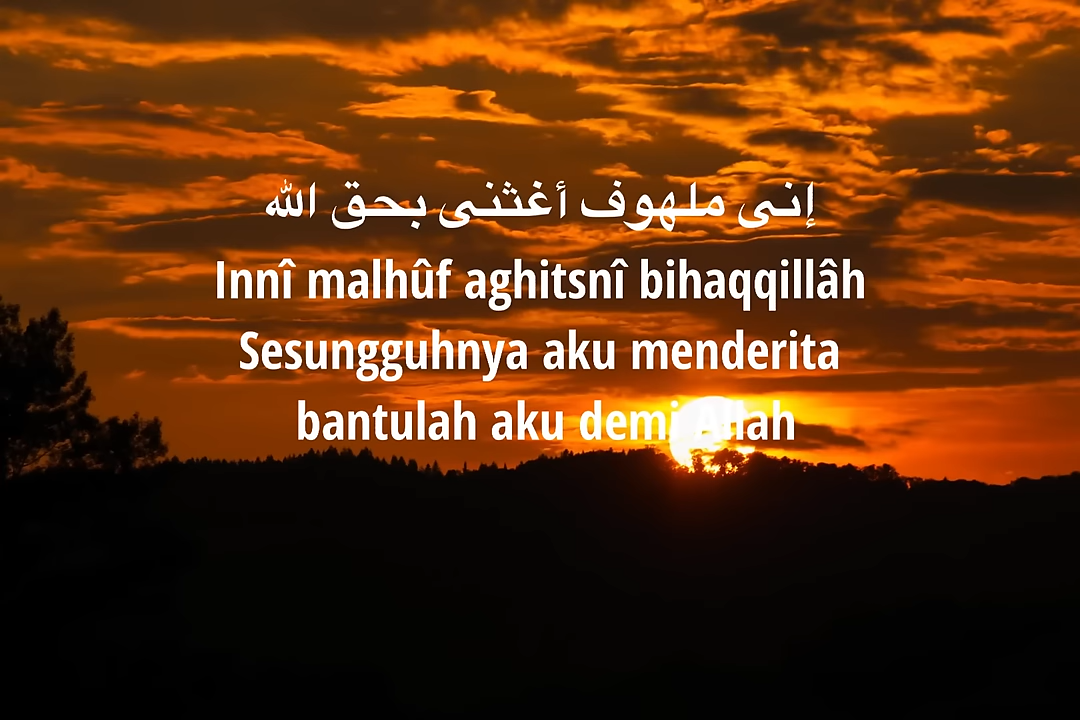 إنى ملهوف أغثنى بحق الله
Innî malhûf aghitsnî bihaqqillâh
Sesungguhnya aku menderita
bantulah aku demi Allah